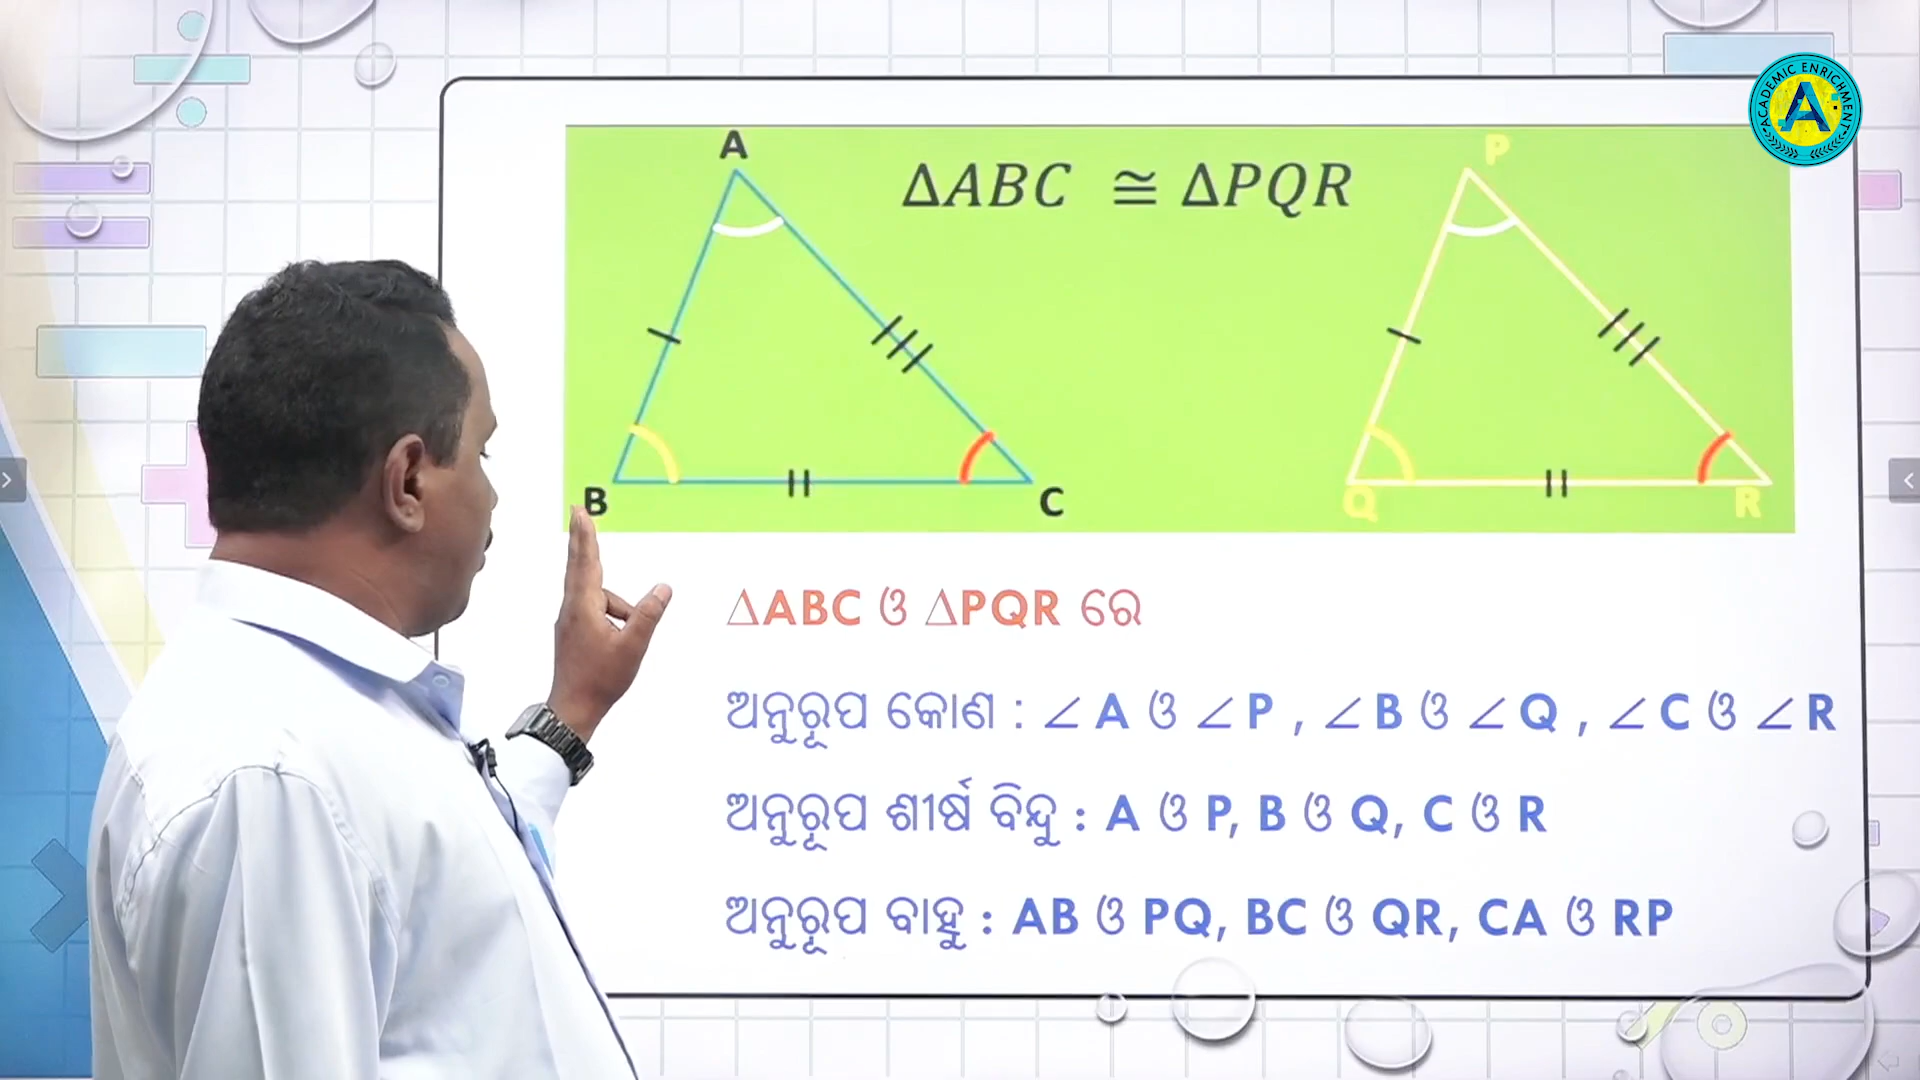 ACADEMIC ENRICHMENT
A
A
P
ΔABC ≅ ΔPQR
B
C
Q
R
ΔABC ଓ ΔPQR ରେ
ଅନୁରୂପ କୋଣ : ∠A ଓ ∠P , ∠B ଓ ∠Q , ∠C ଓ ∠R
ଅନୁରୂପ ଶୀର୍ଷ ବିନ୍ଦୁ : A ଓ P, B ଓ Q, C ଓ R
ଅନୁରୂପ ବାହୁ : AB ଓ PQ, BC ଓ QR, CA ଓ RP